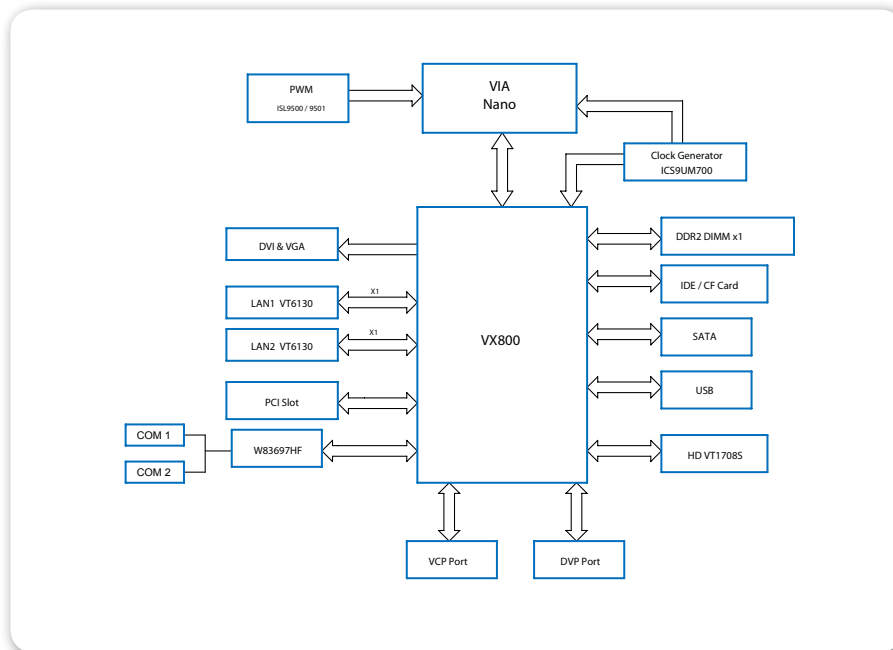 PWM
ISL9500 / 9501
VIA
Nano
Clock Generator
ICS9UM700
DVI & VGA
DDR2 DIMM x1
LAN1 VT6130
X1
IDE / CF Card
LAN2 VT6130
X1
VX800
SATA
PCI Slot
USB
COM 1
W83697HF
HD VT1708S
COM 2
VCP Port
DVP Port